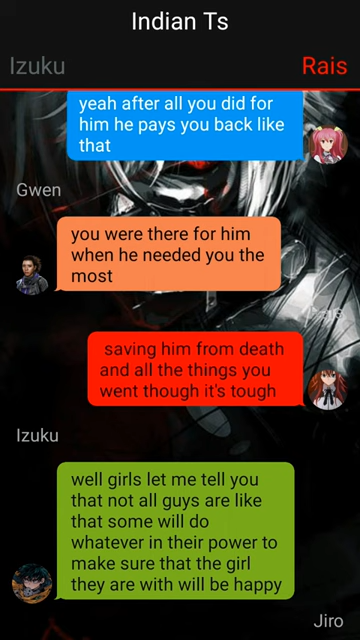 Indian Ts
Izuku
Rais
yeah after all you did for
him he pays you back like
that
Gwen
you were there for him
when he needed you the
most
Rais
saving him from death
and all the things you
went though it's tough
Izuku
well girls let me tell you
that not all guys are like
that some will do
whatever in their power to
make sure that the girl
they are with will be happy
Jiro